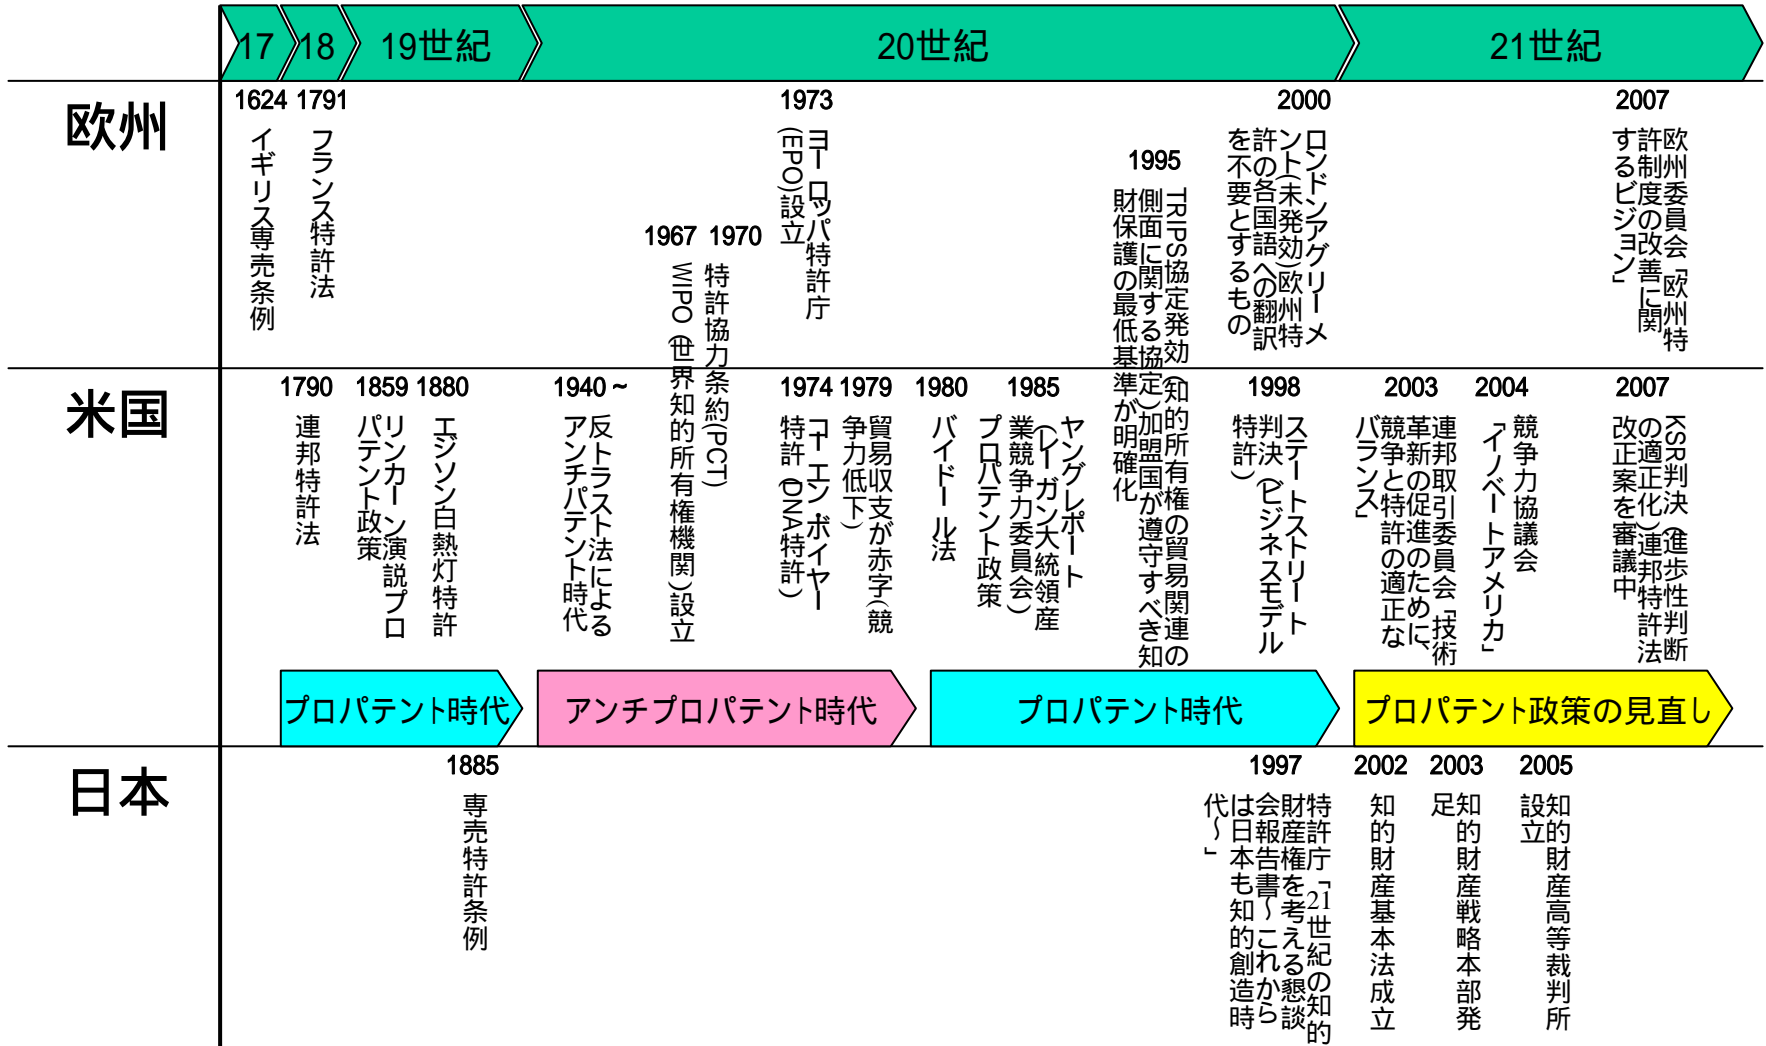 17
18
19世紀
20世紀
21世紀
欧州
1624
イギリス専売条例
1791
フランス特許法
1967
WIPO(世界知的所有権機関)設立
1970
特許協力条約(PCT)
1973
ヨーロッパ特許庁
(EPO)設立
1995
TRIPS協定発効(知的所有権の貿易関連の
側面に関する協定)加盟国が遵守すべき知
財保護の最低基準が明確化
2000
ロンドンアグリーメ
ント(未発効)欧州特
許の各国語への翻訳
を不要とするもの
2007
欧州委員会「欧州特
許制度の改善に関
するビジョン」
米国
1790
連邦特許法
1859
リンカーン演説プロ
パテント政策
1880
エジソン白熱灯特許
1940~
反トラスト法による
アンチパテント時代
1974
コーエン・ボイヤー
特許(DNA特許)
1979
貿易収支が赤字(競
争力低下)
1980
バイドール法
1985
ヤングレポート
(レーガン大統領産
業競争力委員会)
プロパテント政策
1998
ステートストリート
判決(ビジネスモデル
特許)
2003
連邦取引委員会「技術
革新の促進のために、
競争と特許の適正な
バランス」
2004
競争力協議会
「イノベートアメリカ」
2007
KSR判決(進歩性判断
の適正化)連邦特許法
改正案を審議中
プロパテント時代
アンチプロパテント時代
プロパテント時代
プロパテント政策の見直し
日本
1885
専売特許条例
1997
特許庁「21世紀の知的
財産権を考える懇談
会報告書~これから
は日本も知的創造時
代~」
2002
知的財産基本法成立
2003
知的財産戦略本部発
足
2005
知的財産高等裁判所
設立